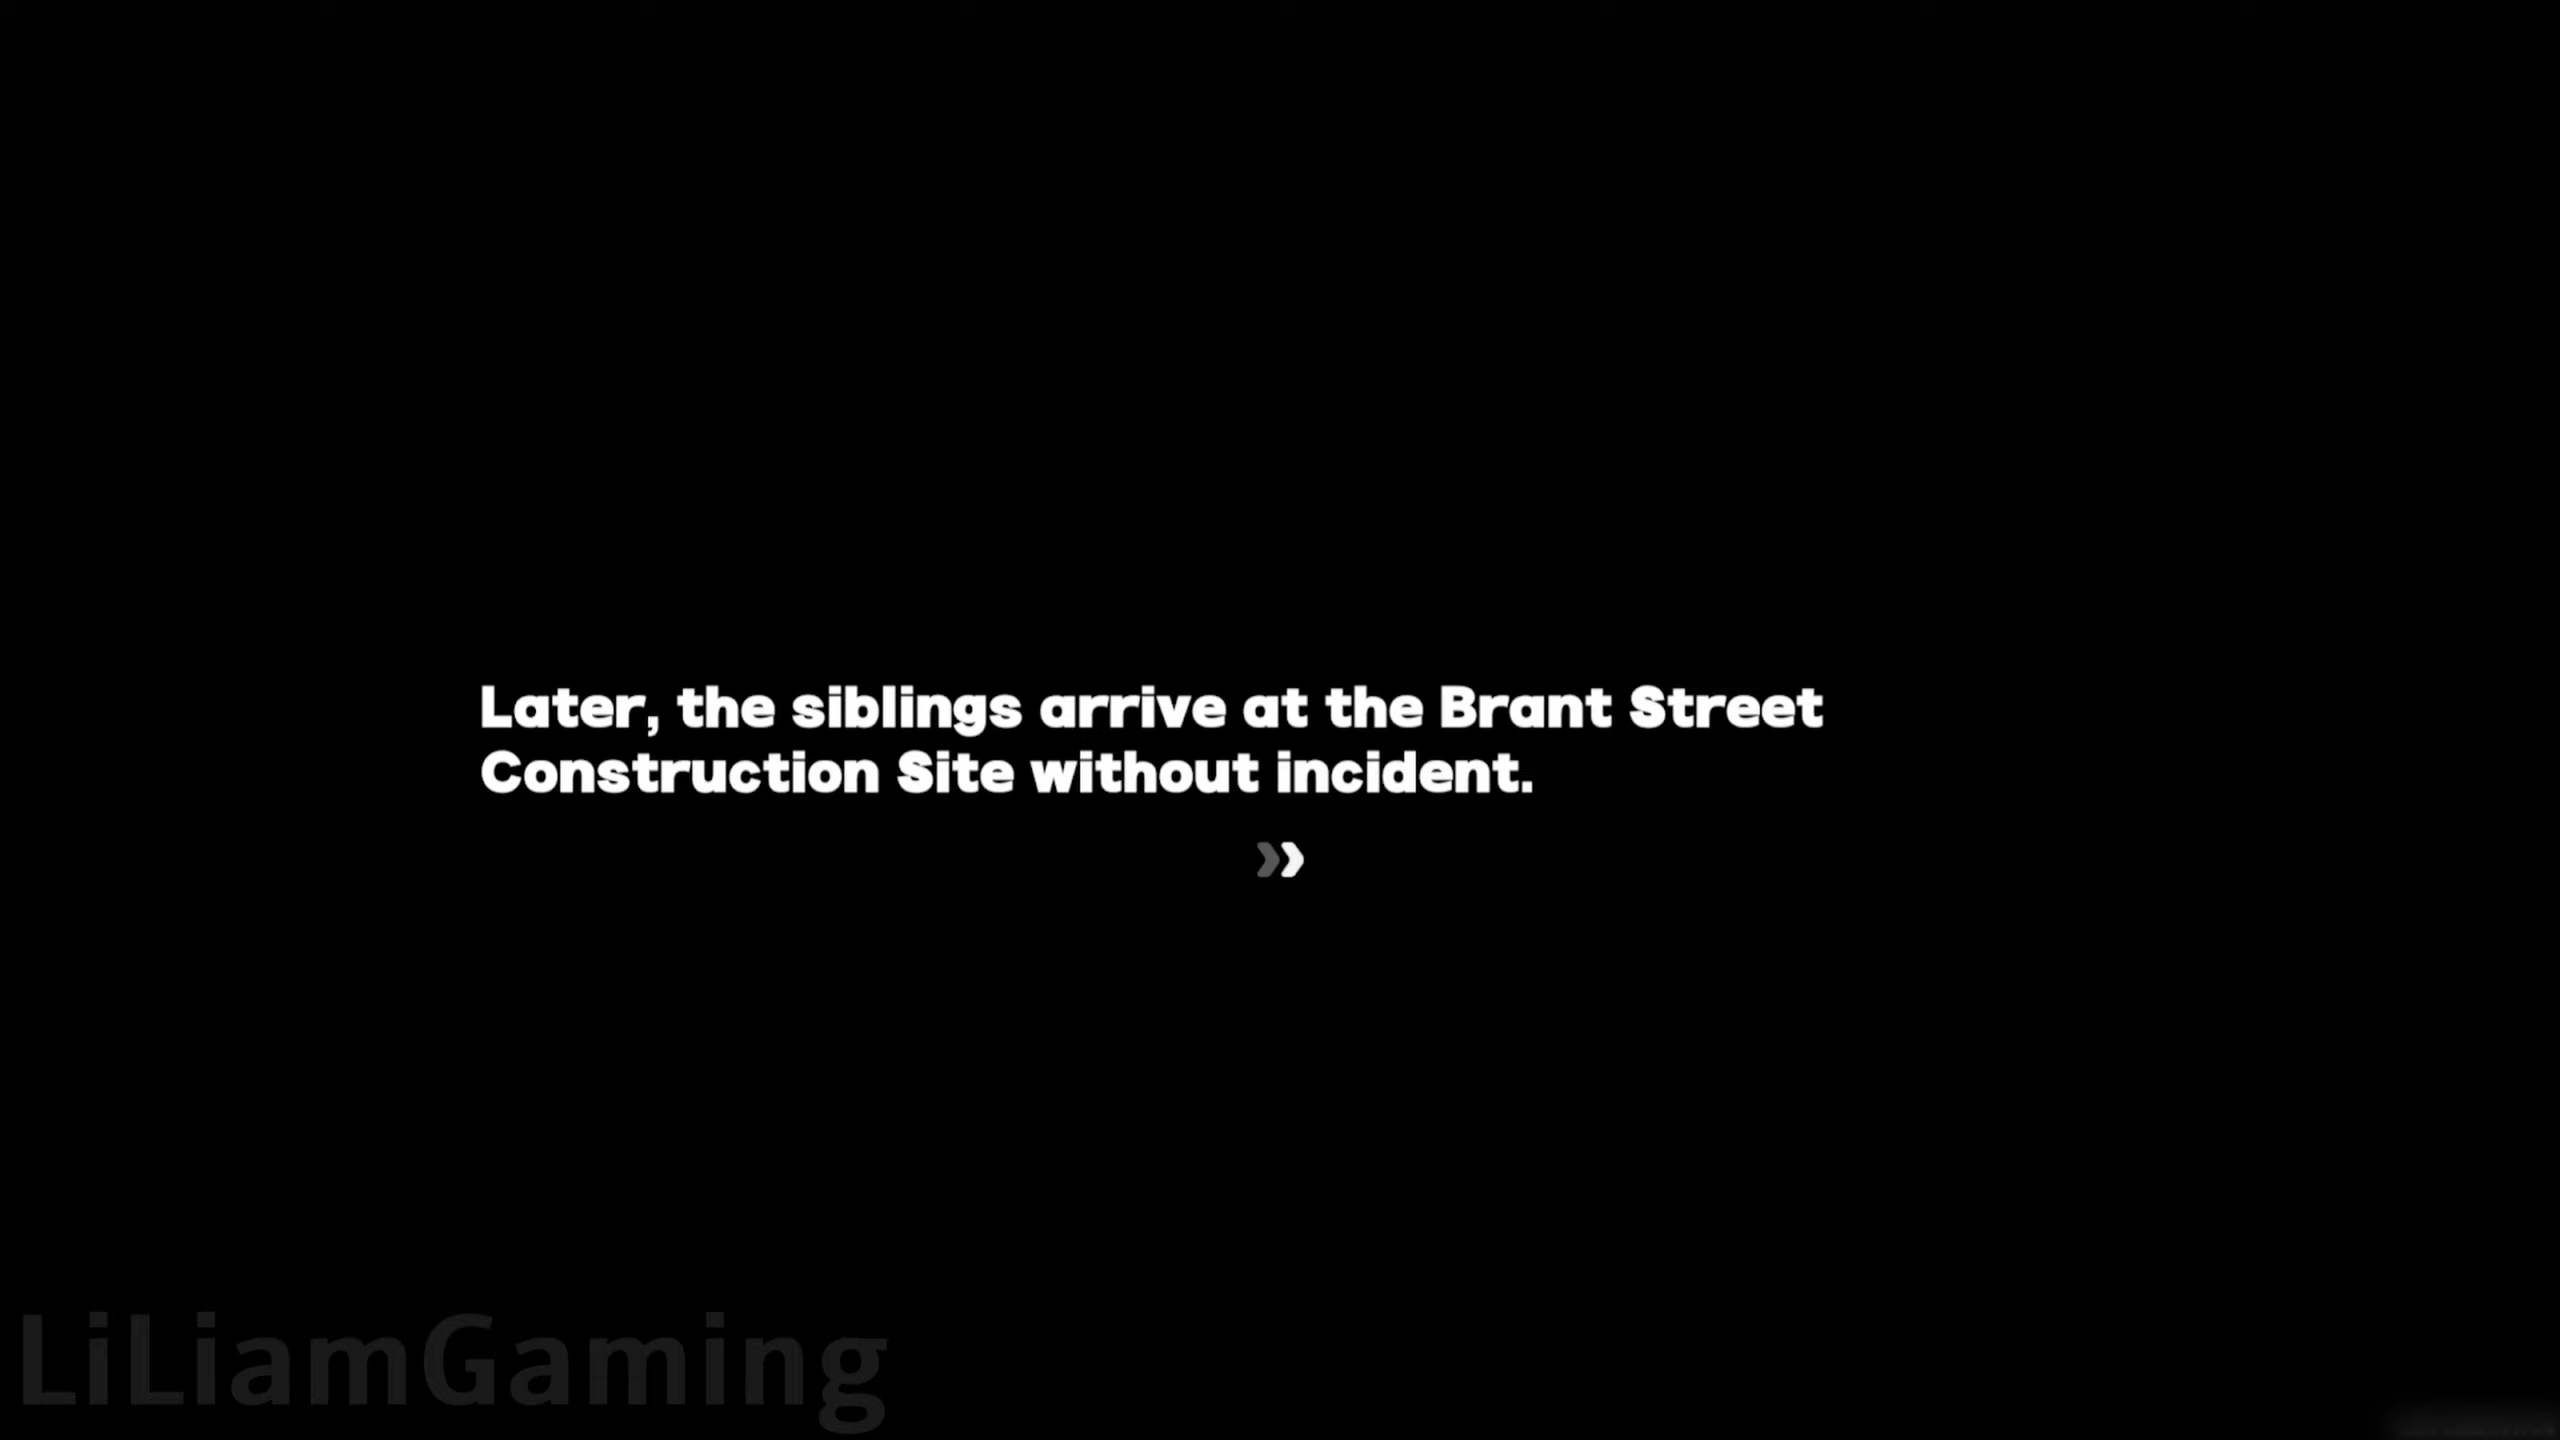 Later, the siblings arrive at the Brant Street
Construction Site without incident.
LiLiamGaming